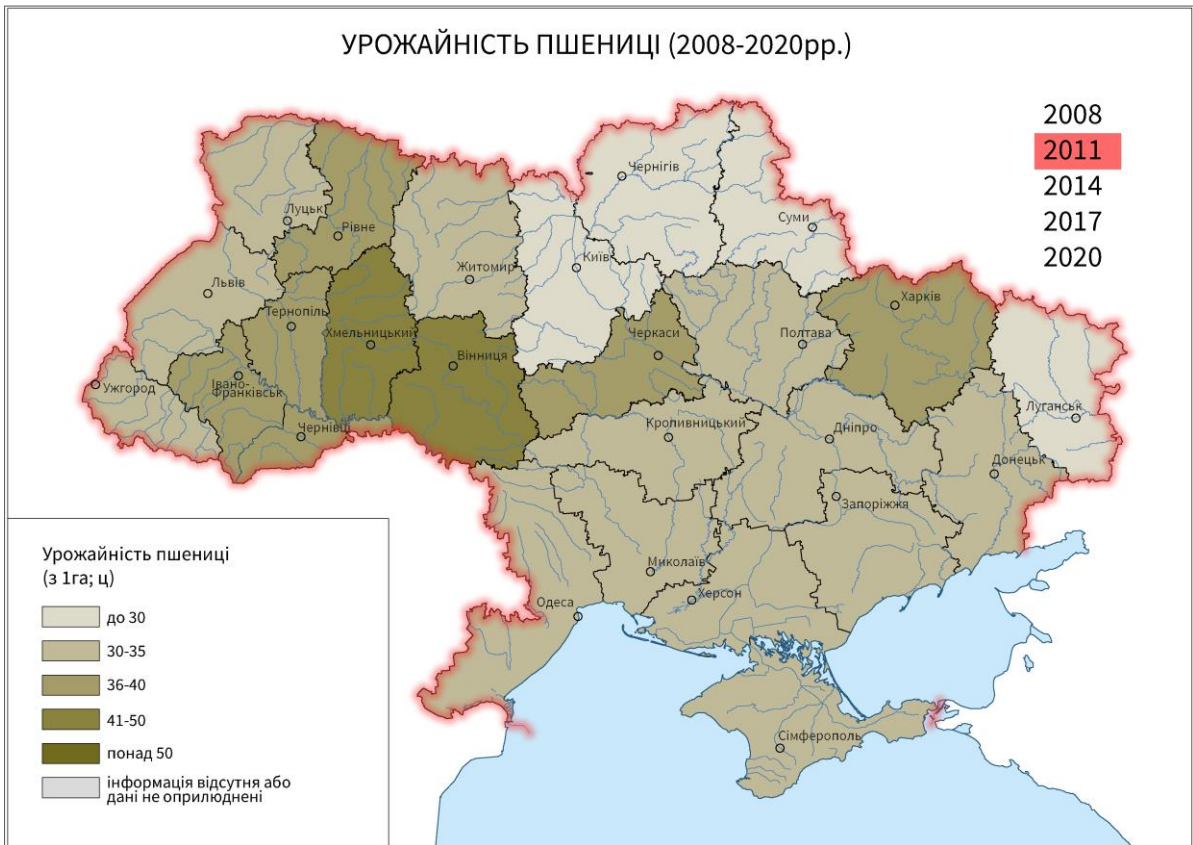 УРОЖАЙНІСТЬ ПШЕНИЦІ (2008-2020рр.)
2008
2011
2014
2017
2020
Чернігів
Суми
Луцьк
Рівне
Київ
Житомир
Львів
Харків
Тернопіль
Хмельницький
Черкаси
Полтава
Вінниця
Ужгород
Івано-
Франківськ
Луганськ
Чернівці
Кропивницький
Дніпро
Донецьк
Запоріжжя
Миколаїв
Херсон
Одеса
Сімферополь
Урожайність пшениці
(з 1га; ц)
до 30
30-35
36-40
41-50
понад 50
інформація відсутня або
дані не оприлюднені